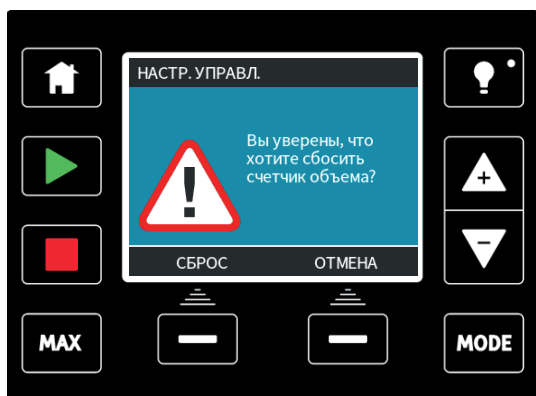 НАСТР. УПРАВЛ.
Вы уверены, что
хотите сбосить
счетчик объема?
СБРОС ОТМЕНА
MAX
MODE